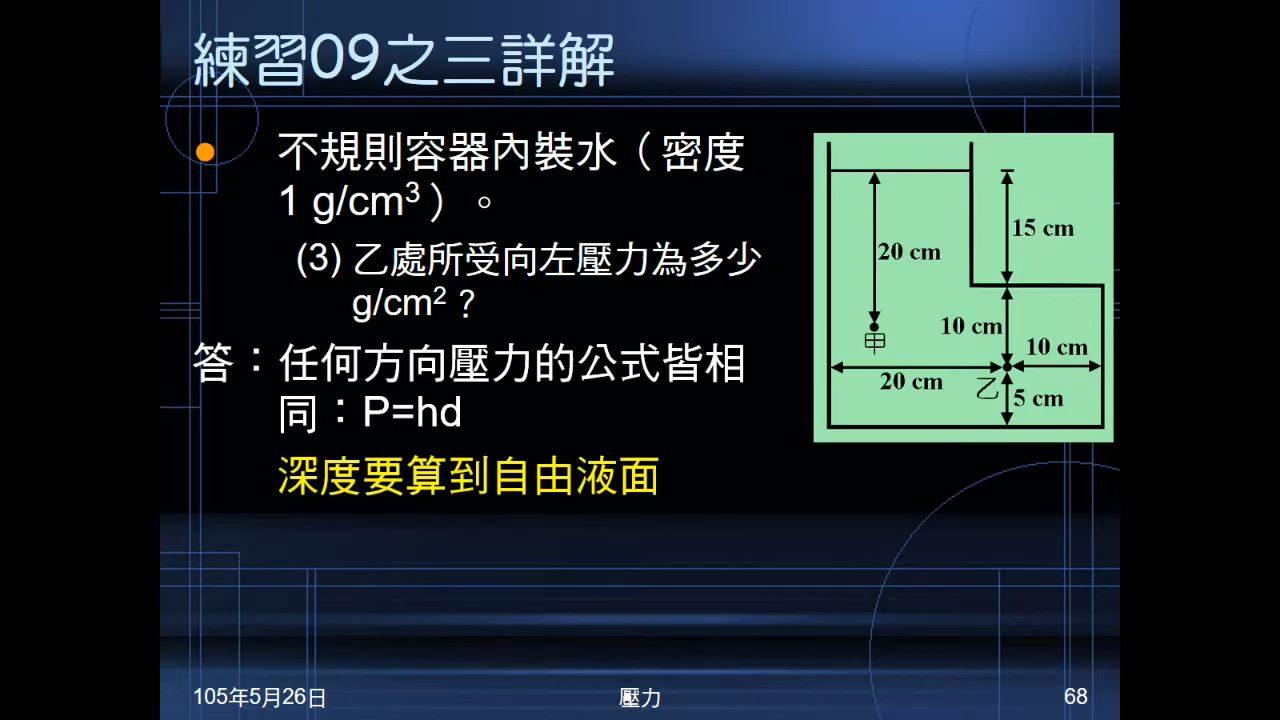 練習09之三詳解
不規則容器內裝水（密度
1 g/cm³）。
(3) 乙處所受向左壓力為多少
g/cm²？
答：任何方向壓力的公式皆相
同：P=hd
深度要算到自由液面
15 cm
20 cm
10 cm
甲
10 cm
20 cm
乙
5 cm
105年5月26日
壓力
68